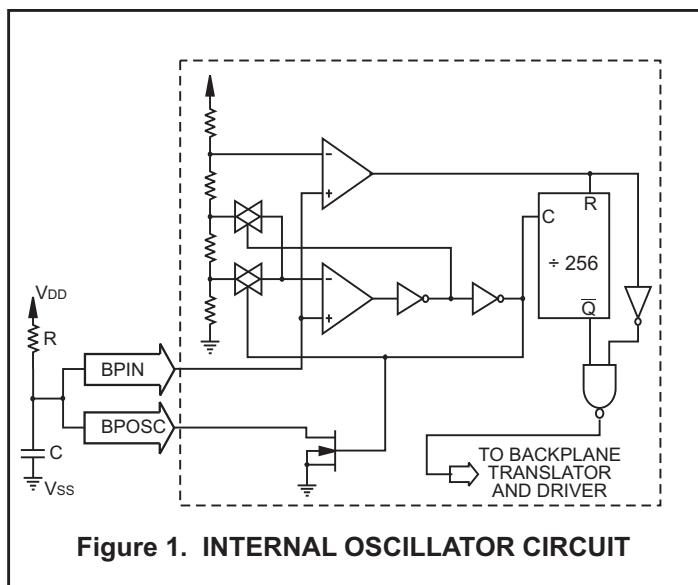 −
+
R
C
÷ 256
Q̅
−
+
VDD
R
BPIN
BPOSC
C
VSS
TO BACKPLANE
TRANSLATOR
AND DRIVER
Figure 1. INTERNAL OSCILLATOR CIRCUIT